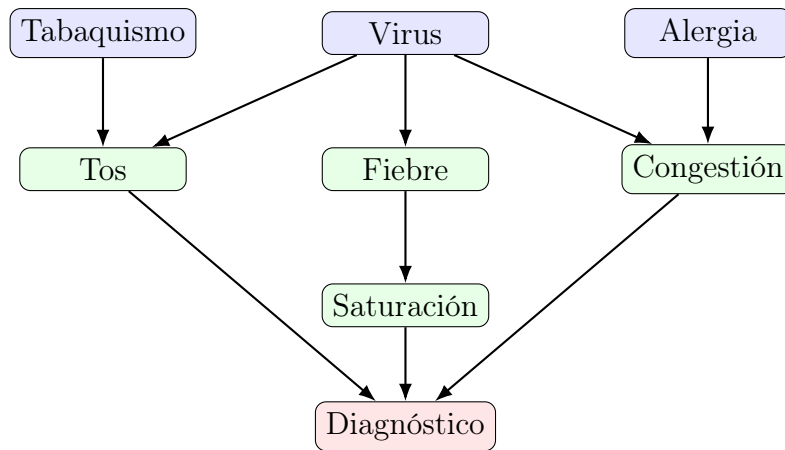 Tabaquismo
Virus
Alergia
Tos
Fiebre
Congestión
Saturación
Diagnóstico